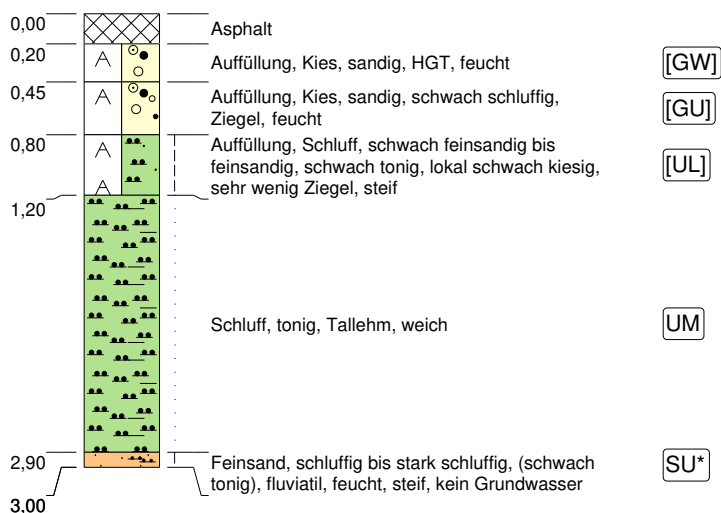 0,00
Asphalt
0,20
Auffüllung, Kies, sandig, HGT, feucht
[GW]
0,45
Auffüllung, Kies, sandig, schwach schluffig,
Ziegel, feucht
[GU]
0,80
Auffüllung, Schluff, schwach feinsandig bis
feinsandig, schwach tonig, lokal schwach kiesig,
sehr wenig Ziegel, steif
[UL]
1,20
Schluff, tonig, Tallehm, weich
UM
2,90
Feinsand, schluffig bis stark schluffig, (schwach
tonig), fluviatil, feucht, steif, kein Grundwasser
SU*
3,00
A
A
A
A